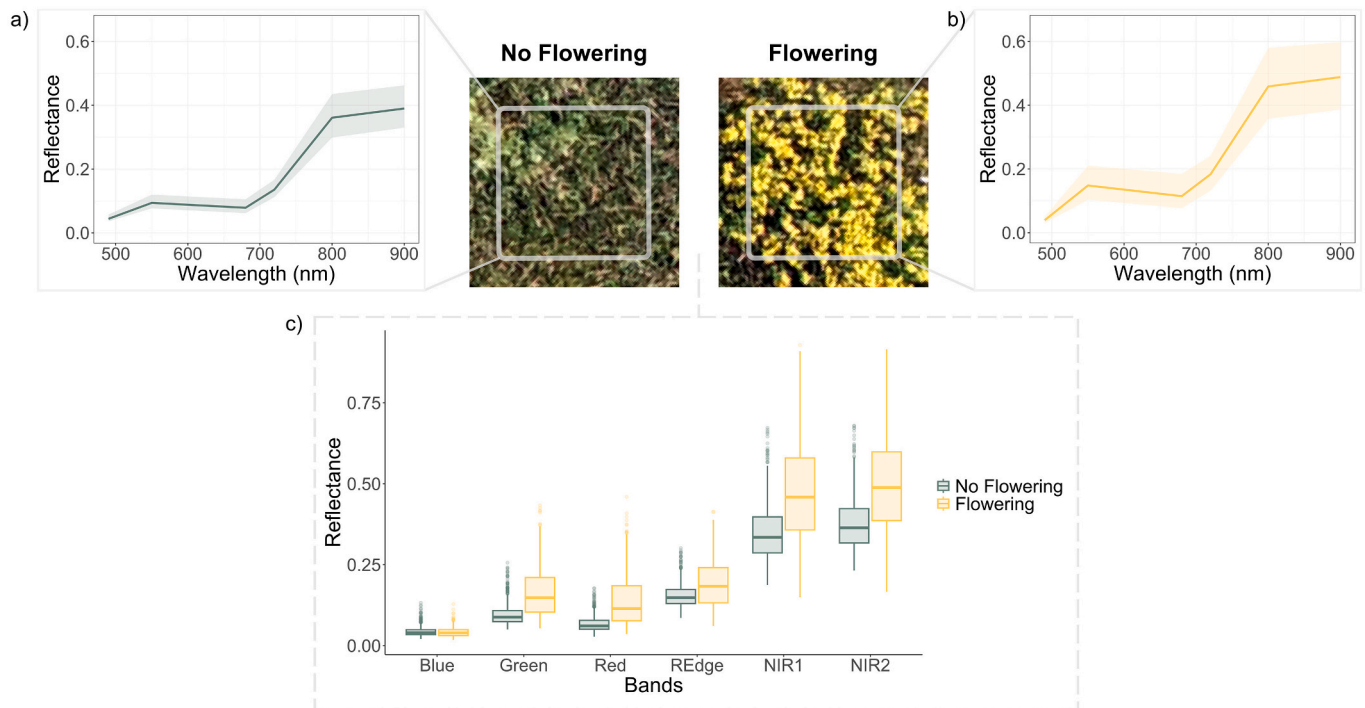 a)
0.6
0.4
0.2
0.0
Reflectance
500 600 700 800 900
Wavelength (nm)
No Flowering
Flowering
b)
0.6
0.4
0.2
0.0
Reflectance
500 600 700 800 900
Wavelength (nm)
c)
0.75
0.50
0.25
0.00
Reflectance
Blue Green Red REdge NIR1 NIR2
Bands
No Flowering
Flowering